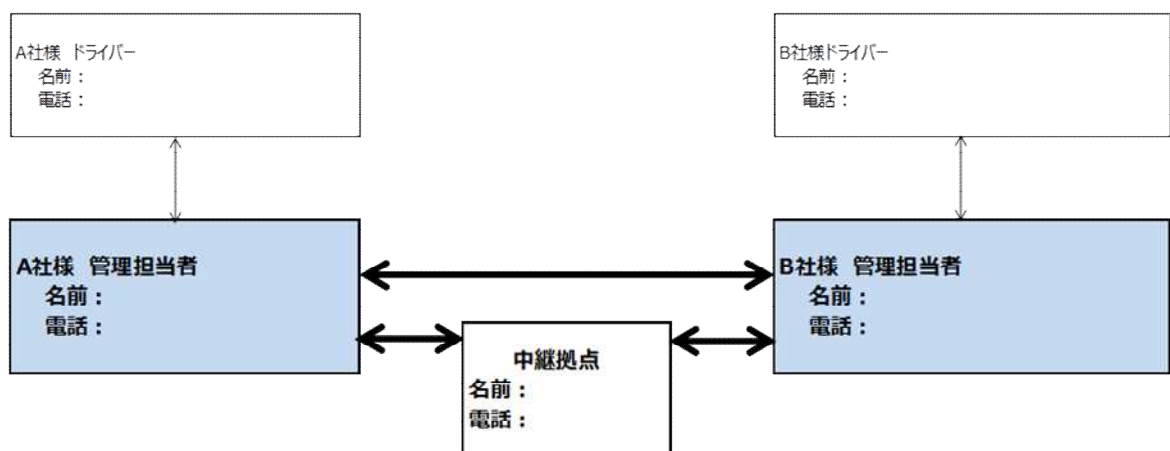 A社様 ドライバー
名前：
電話：
B社様ドライバー
名前：
電話：
A社様 管理担当者
名前：
電話：
B社様 管理担当者
名前：
電話：
中継拠点
名前：
電話：